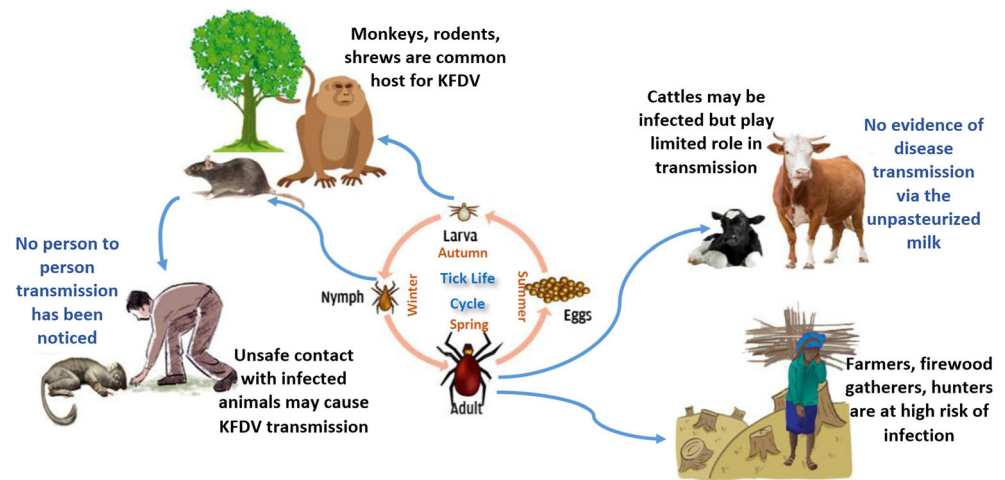 Monkeys, rodents,
shrews are common
host for KFDV
Cattles may be
infected but play
limited role in
transmission
No evidence of
disease
transmission
via the
unpasteurized
milk
No person to
person
transmission
has been
noticed
Unsafe contact
with infected
animals may cause
KFDV transmission
Larva
Autumn
Tick Life
Cycle
Spring
Winter
Summer
Nymph
Eggs
Adult
Farmers, firewood
gatherers, hunters
are at high risk of
infection